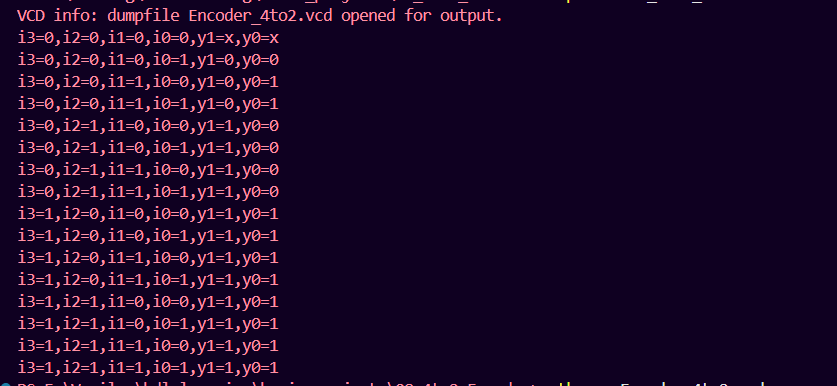 VCD info: dumpfile Encoder_4to2.vcd opened for output.
i3=0,i2=0,i1=0,i0=0,y1=x,y0=x
i3=0,i2=0,i1=0,i0=1,y1=0,y0=0
i3=0,i2=0,i1=1,i0=0,y1=0,y0=1
i3=0,i2=0,i1=1,i0=1,y1=0,y0=1
i3=0,i2=1,i1=0,i0=0,y1=1,y0=0
i3=0,i2=1,i1=0,i0=1,y1=1,y0=0
i3=0,i2=1,i1=1,i0=0,y1=1,y0=0
i3=0,i2=1,i1=1,i0=1,y1=1,y0=0
i3=1,i2=0,i1=0,i0=0,y1=1,y0=1
i3=1,i2=0,i1=0,i0=1,y1=1,y0=1
i3=1,i2=0,i1=1,i0=0,y1=1,y0=1
i3=1,i2=0,i1=1,i0=1,y1=1,y0=1
i3=1,i2=1,i1=0,i0=0,y1=1,y0=1
i3=1,i2=1,i1=0,i0=1,y1=1,y0=1
i3=1,i2=1,i1=1,i0=0,y1=1,y0=1
i3=1,i2=1,i1=1,i0=1,y1=1,y0=1